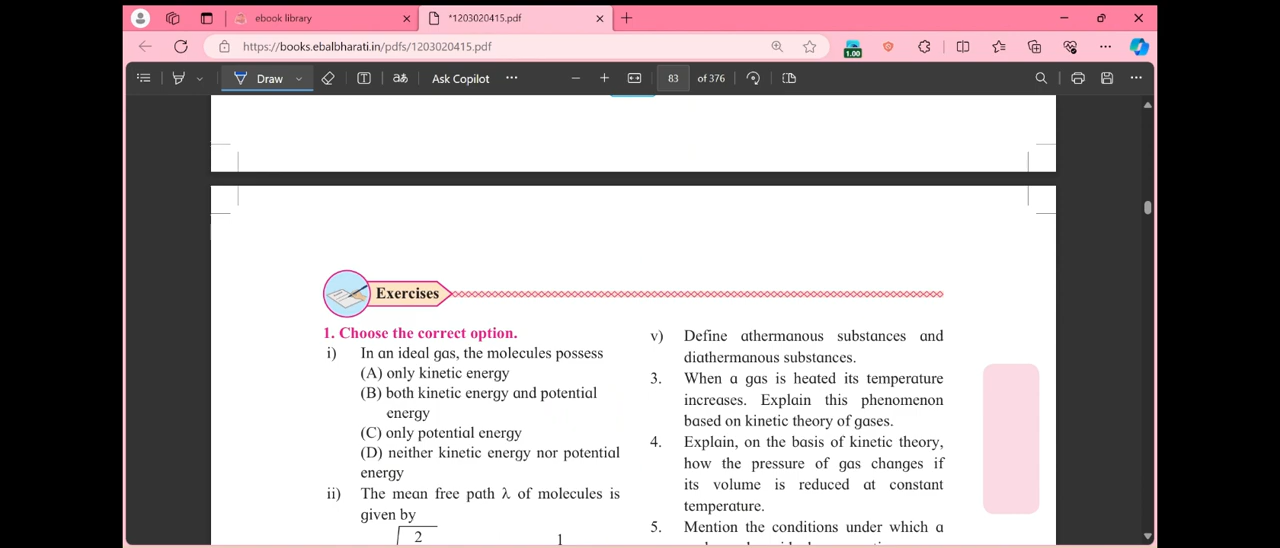 ebook library
*1203020415.pdf
https://books.ebalbharati.in/pdfs/1203020415.pdf
1.00
Draw
Ask Copilot
83 of 376
Exercises
1. Choose the correct option.
i) In an ideal gas, the molecules possess
(A) only kinetic energy
(B) both kinetic energy and potential
energy
(C) only potential energy
(D) neither kinetic energy nor potential
energy
ii) The mean free path λ of molecules is
given by
2
1
v) Define athermanous substances and
diathermanous substances.
3. When a gas is heated its temperature
increases. Explain this phenomenon
based on kinetic theory of gases.
4. Explain, on the basis of kinetic theory,
how the pressure of gas changes if
its volume is reduced at constant
temperature.
5. Mention the conditions under which a